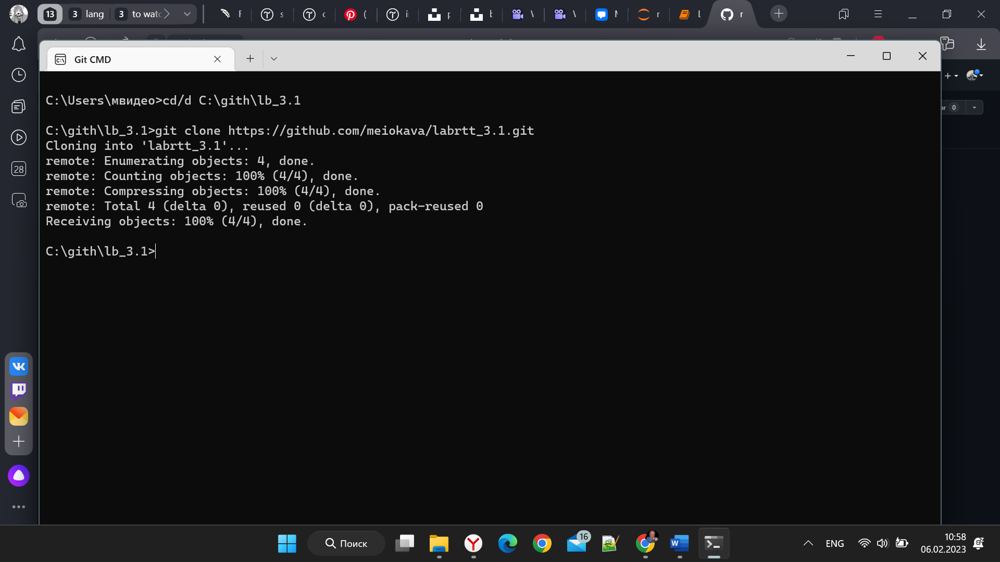 13 3 lang 3 to watc
Git CMD
C:\Users\мвидео>cd/d C:\gith\lb_3.1
C:\gith\lb_3.1>git clone https://github.com/meiokava/labrtt_3.1.git
Cloning into 'labrtt_3.1'...
remote: Enumerating objects: 4, done.
remote: Counting objects: 100% (4/4), done.
remote: Compressing objects: 100% (4/4), done.
remote: Total 4 (delta 0), reused 0 (delta 0), pack-reused 0
Receiving objects: 100% (4/4), done.
C:\gith\lb_3.1>
ar 0
28
Поиск
16
ENG
10:58
06.02.2023